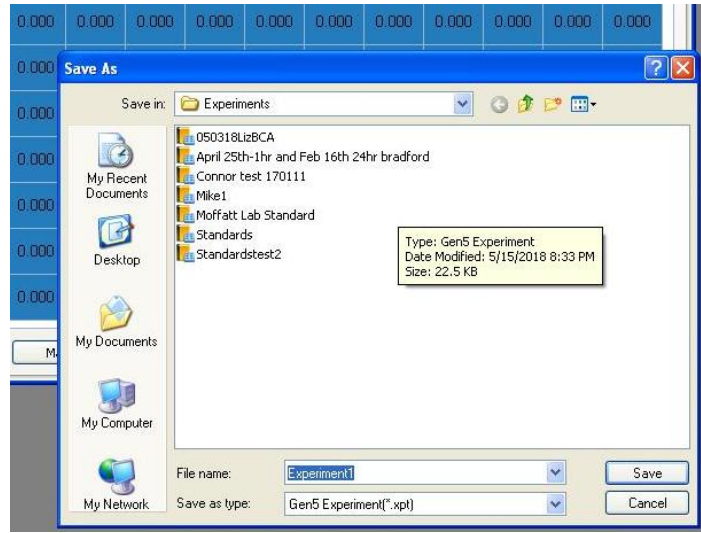 0.000 0.000 0.000 0.000 0.000 0.000 0.000 0.000 0.000 0.000 0.000
0.000
Save As
Save in: Experiments
0.000
050318LizBCA
April 25th-1hr and Feb 16th 24hr bradford
0.000
My Recent
Documents
Connor test 170111
Mike1
0.000
Moffatt Lab Standard
Standards
Standardstest2
0.000
Desktop
Type: Gen5 Experiment
Date Modified: 5/15/2018 8:33 PM
Size: 22.5 KB
0.000
My Documents
My Computer
My Network
File name: Experiment1
Save
Save as type: Gen5 Experiment(*.xpt)
Cancel